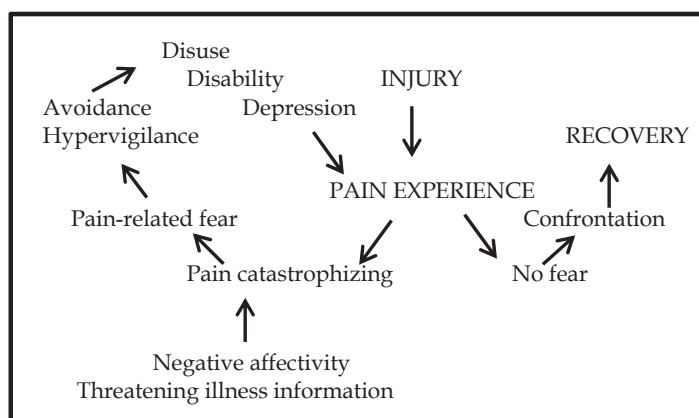 Disuse
Disability
Depression
INJURY
Avoidance
Hypervigilance
RECOVERY
PAIN EXPERIENCE
Pain-related fear
Confrontation
Pain catastrophizing
No fear
Negative affectivity
Threatening illness information